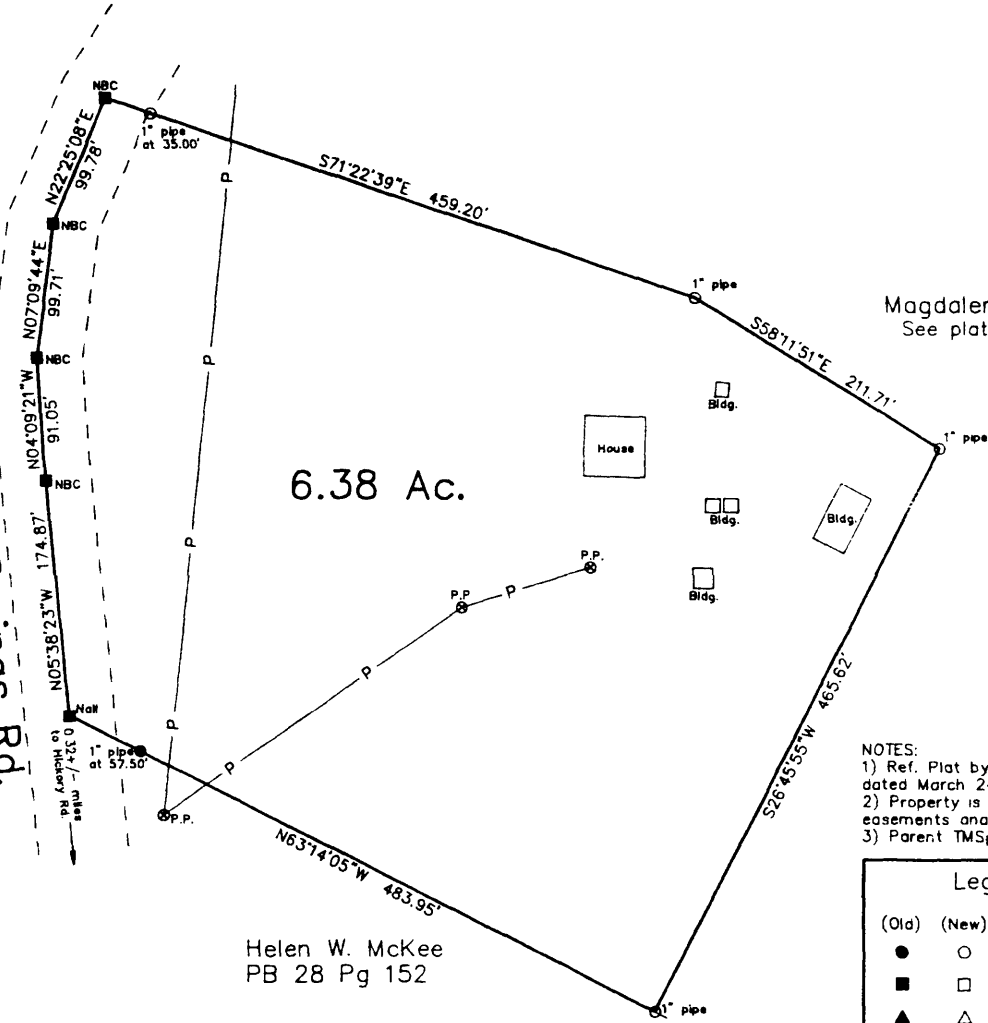 NBC
1" pipe
at 35.00'
N22°25'08"E
99.78'
S71°22'39"E 459.20'
P
NBC
1" pipe
N07°09'44"E
99.71'
Magdalen
See plat
S58°11'51"E 211.71'
NBC
P
N04°09'21"W
91.05'
Bldg.
House
1" pipe
6.38 Ac.
NBC
Bldg.
Bldg.
P
174.87'
N05°38'23"W
P.P.
P.P
P
Bldg.
P
465.62'
S26°45'55"W
Nail
1" pipe
at 57.50'
P
P
0.32+/- miles
to Hickory Rd.
Rd.
P.P.
NOTES:
1) Ref. Plat by
dated March 2
2) Property is
easements and
3) Parent TMS
N63°14'05"W 483.95'
Leg
(Old) (New)
Helen W. McKee
PB 28 Pg 152
1" pipe